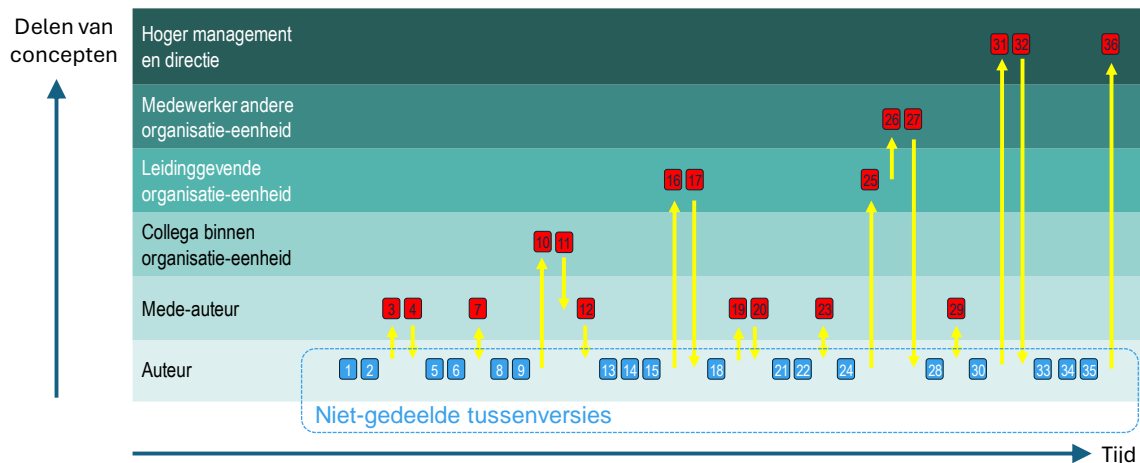 Delen van
concepten
Hoger management
en directie
31 32 36
Medewerker andere
organisatie-eenheid
26 27
Leidinggevende
organisatie-eenheid
16 17 25
Collega binnen
organisatie-eenheid
10 11
Mede-auteur
3 4 7 12 19 20 23 29
Auteur
1 2 5 6 8 9 13 14 15 18 21 22 24 28 30 33 34 35
Niet-gedeelde tussenversies
Tijd